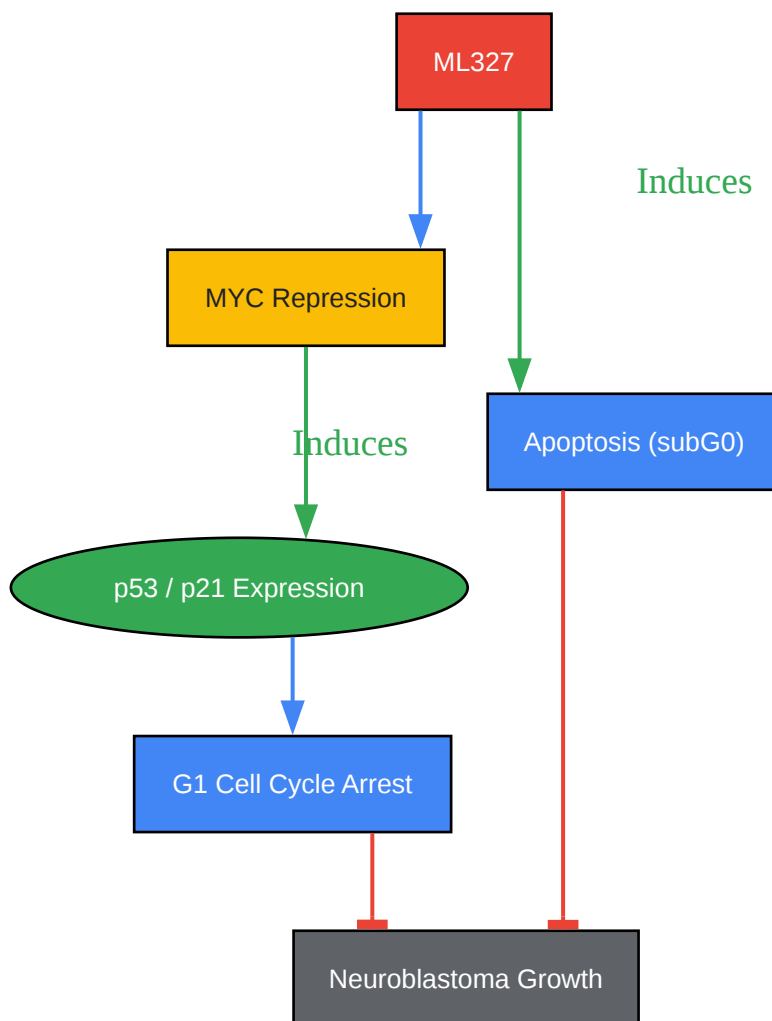 ML327
Induces
MYC Repression
Induces
Apoptosis (subG0)
p53 / p21 Expression
G1 Cell Cycle Arrest
Neuroblastoma Growth